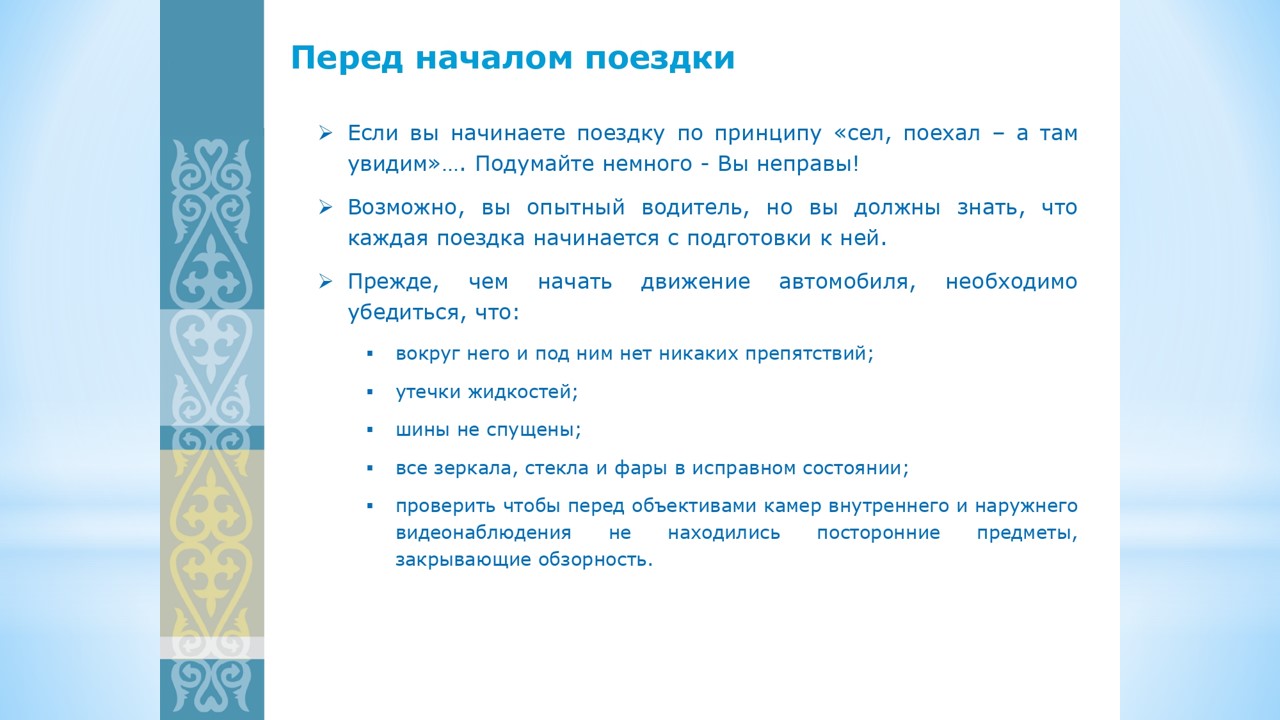 Перед началом поездки
➢ Если вы начинаете поездку по принципу «сел, поехал – а там
увидим»…. Подумайте немного - Вы неправы!
➢ Возможно, вы опытный водитель, но вы должны знать, что
каждая поездка начинается с подготовки к ней.
➢ Прежде, чем начать движение автомобиля, необходимо
убедиться, что:
▪ вокруг него и под ним нет никаких препятствий;
▪ утечки жидкостей;
▪ шины не спущены;
▪ все зеркала, стекла и фары в исправном состоянии;
▪ проверить чтобы перед объективами камер внутреннего и наружнего
видеонаблюдения не находились посторонние предметы,
закрывающие обзорность.